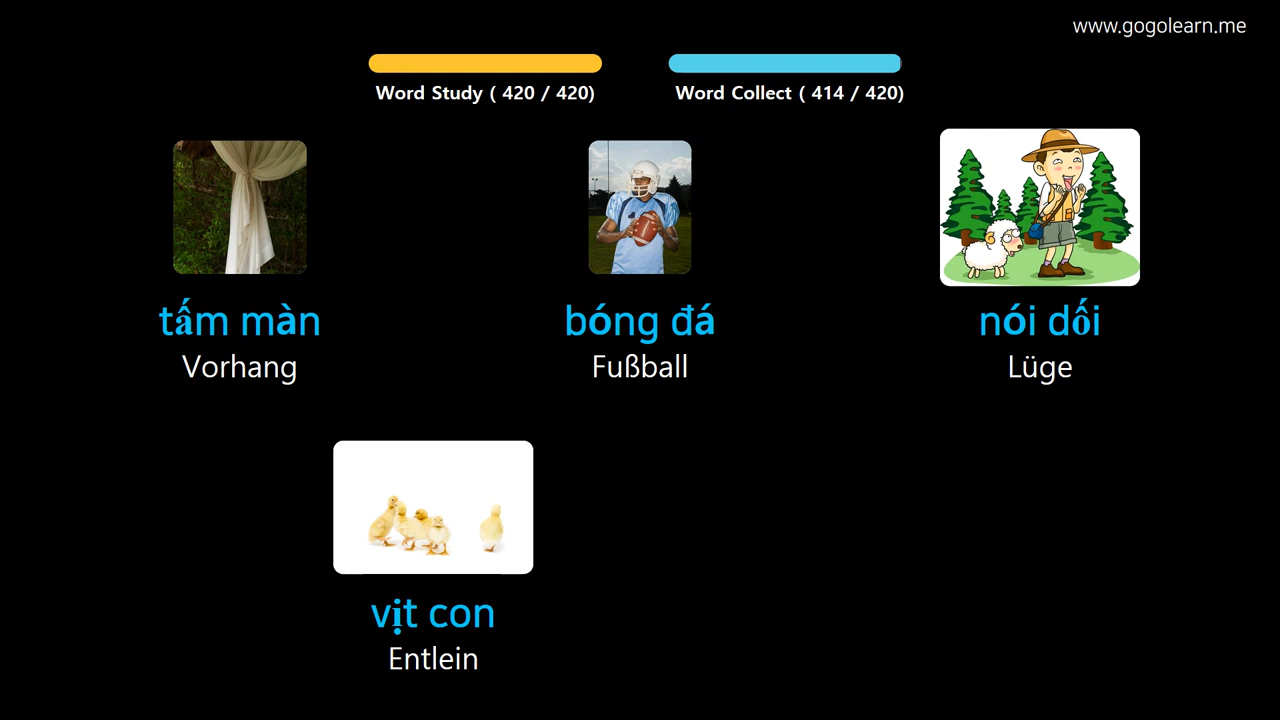 www.gogolearn.me
Word Study ( 420 / 420)
Word Collect ( 414 / 420)
tấm màn
Vorhang
bóng đá
Fußball
nói dối
Lüge
vịt con
Entlein